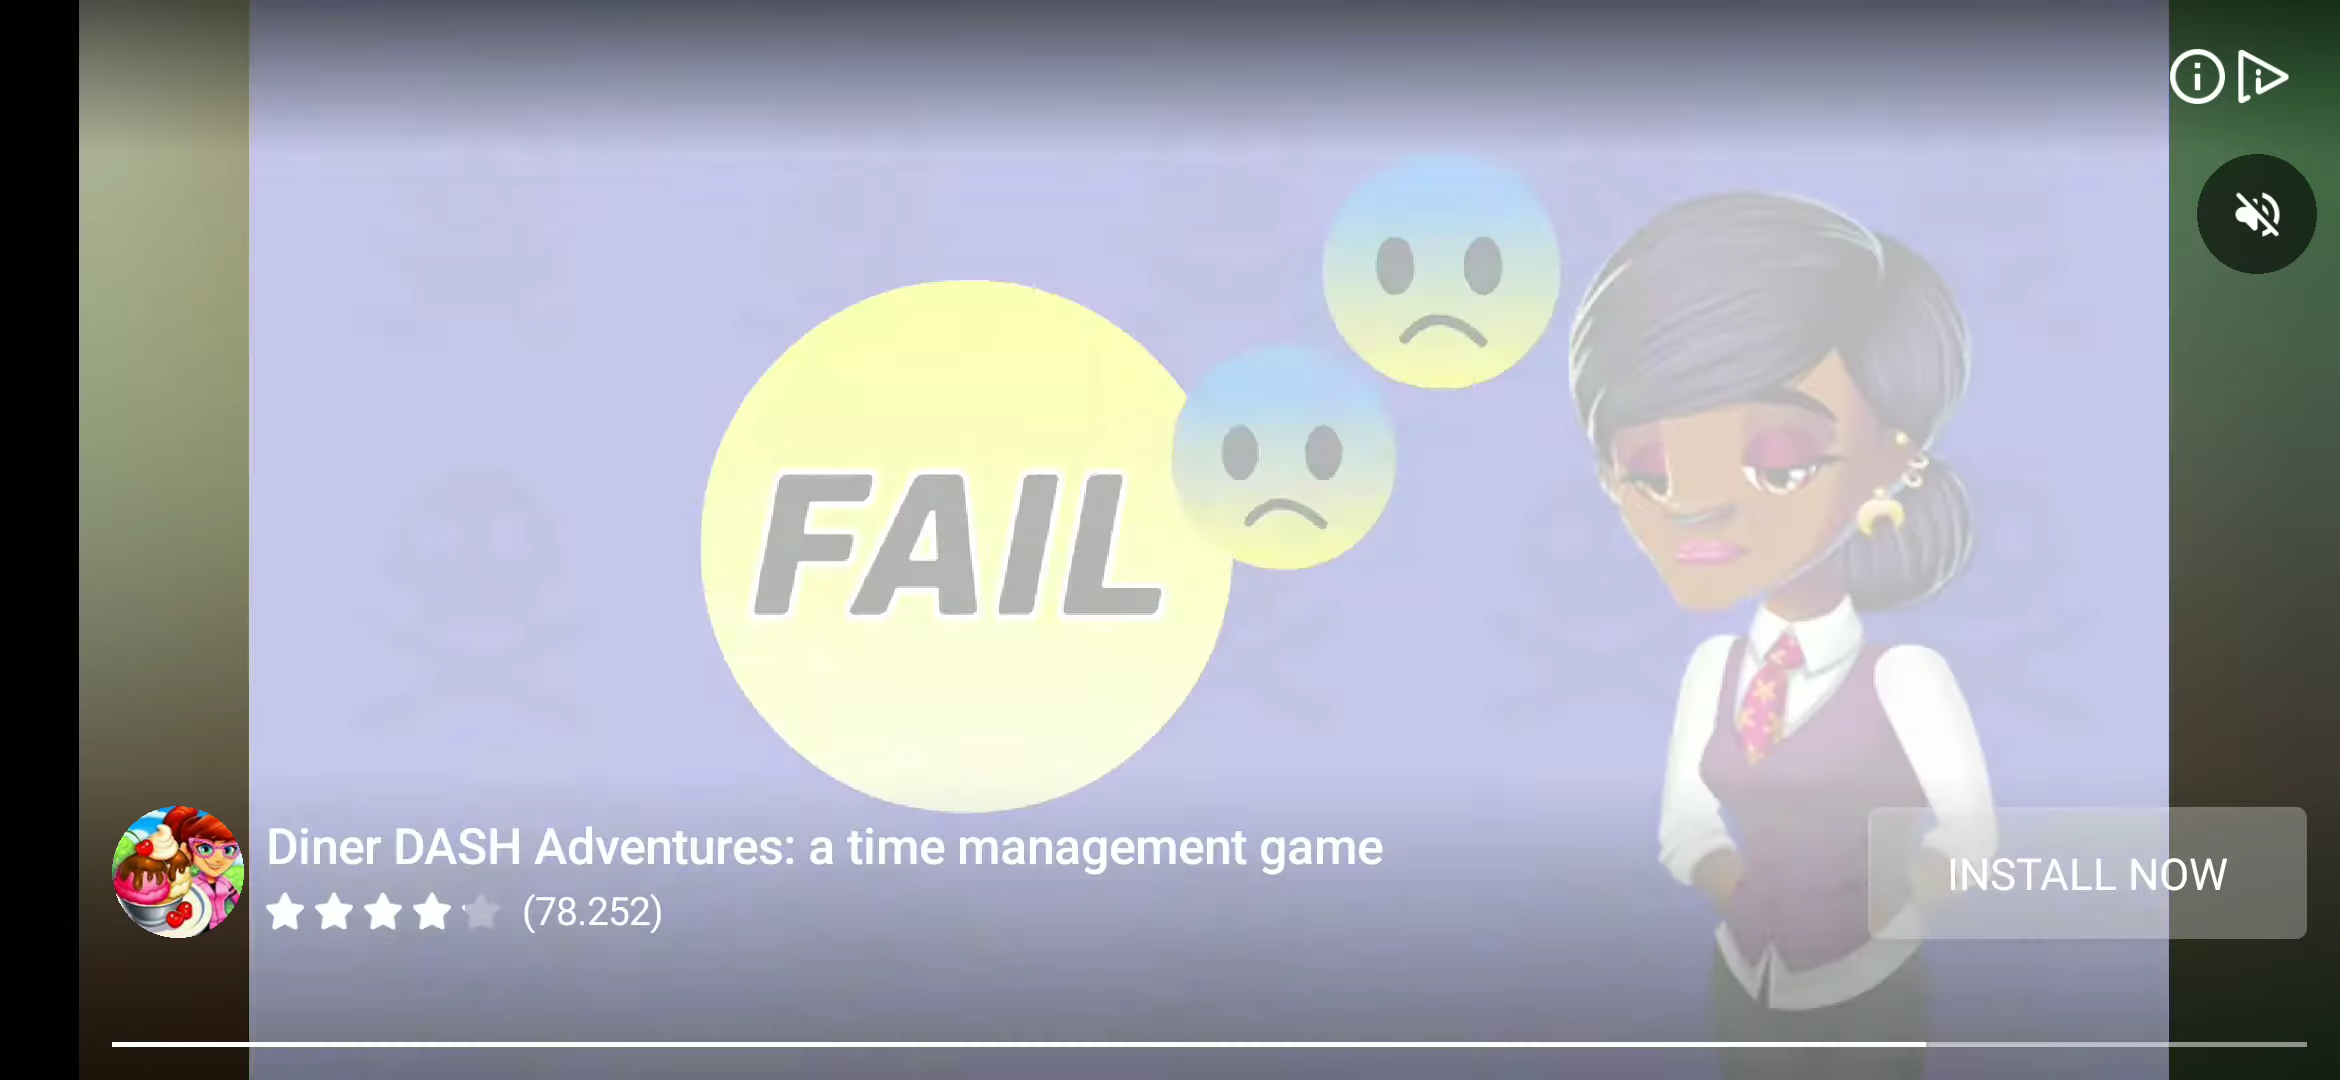 FAIL
Diner DASH Adventures: a time management game
(78.252)
INSTALL NOW